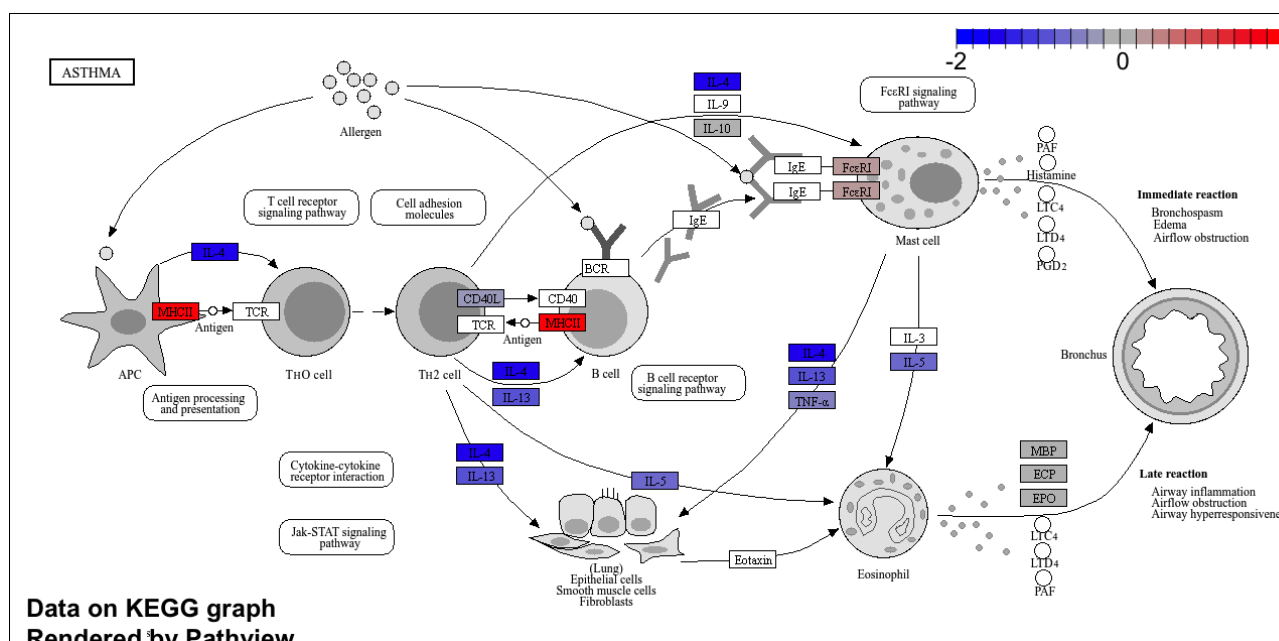 -2
0
ASTHMA
Allergen
IL-4
IL-9
IL-10
FcεRI signaling
pathway
IgE
FcεRI
IgE
FcεRI
PAF
Histamine
LTC4
LTD4
PGD2
Immediate reaction
Bronchospasm
Edema
Airflow obstruction
T cell receptor
signaling pathway
Cell adhesion
molecules
IgE
Mast cell
IL-4
BCR
MHCII
Antigen
TCR
CD40L
CD40
TCR
Antigen
MHCII
APC
TH0 cell
TH2 cell
B cell
IL-4
IL-13
B cell receptor
signaling pathway
IL-4
IL-13
TNF-α
IL-3
IL-5
Bronchus
Antigen processing
and presentation
Cytokine-cytokine
receptor interaction
IL-4
IL-13
IL-5
MBP
ECP
EPO
LTC4
LTD4
PAF
Late reaction
Airway inflammation
Airflow obstruction
Airway hyperresponsivene
Jak-STAT signaling
pathway
Eotaxin
(Lung)
Epithelial cells
Smooth muscle cells
Fibroblasts
Eosinophil
Data on KEGG graph
Rendered by Pathview